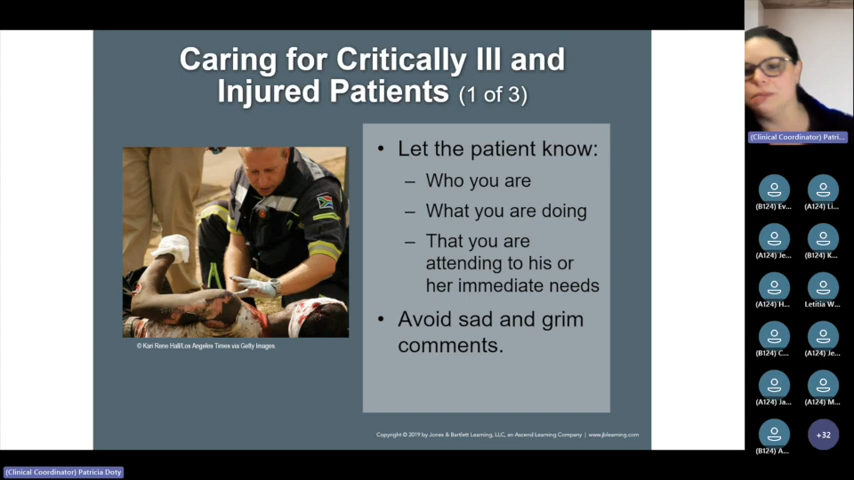 Caring for Critically Ill and
Injured Patients (1 of 3)
• Let the patient know:
– Who you are
– What you are doing
– That you are
attending to his or
her immediate needs
• Avoid sad and grim
comments.
© Kari Rene Hall/Los Angeles Times via Getty Images.
Copyright © 2019 by Jones & Bartlett Learning, LLC, an Ascend Learning Company | www.jblearning.com
(Clinical Coordinator) Patri...
(B124) Ev...
(A124) Li...
(A124) Je...
(B124) K...
(A124) H...
Letitia W...
(B124) C...
(A124) Je...
(A124) Ja...
(A124) M...
(B124) A...
+32
(Clinical Coordinator) Patricia Doty